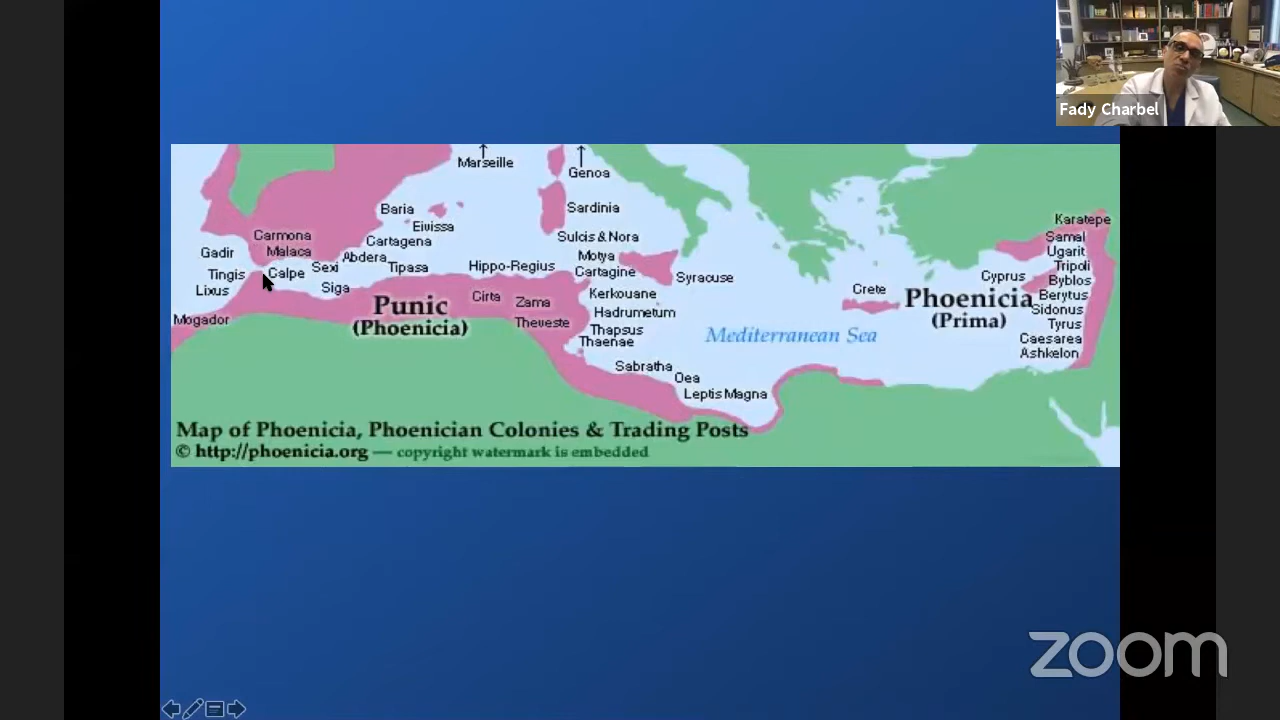 Fady Charbel
Marseille
Genoa
Baria
Eivissa
Sardinia
Karatepe
Carmona
Cartagena
Sulcis & Nora
Samal
Gadir
Malaca
Abdera
Motya
Ugarit
Tingis
Calpe
Sexi
Tipasa
Hippo-Regius
Cartagine
Syracuse
Cyprus
Tripoli
Lixus
Siga
Cirta
Zama
Kerkouane
Crete
Byblos
Punic
(Phoenicia)
Phoenicia
(Prima)
Berytus
Mogador
Theveste
Hadrumetum
Sidonus
Thapsus
Tyrus
Thaenae
Mediterranean Sea
Caesarea
Ashkelon
Sabratha
Oea
Leptis Magna
Map of Phoenicia, Phoenician Colonies & Trading Posts
© http://phoenicia.org — copyright watermark is embedded
zoom